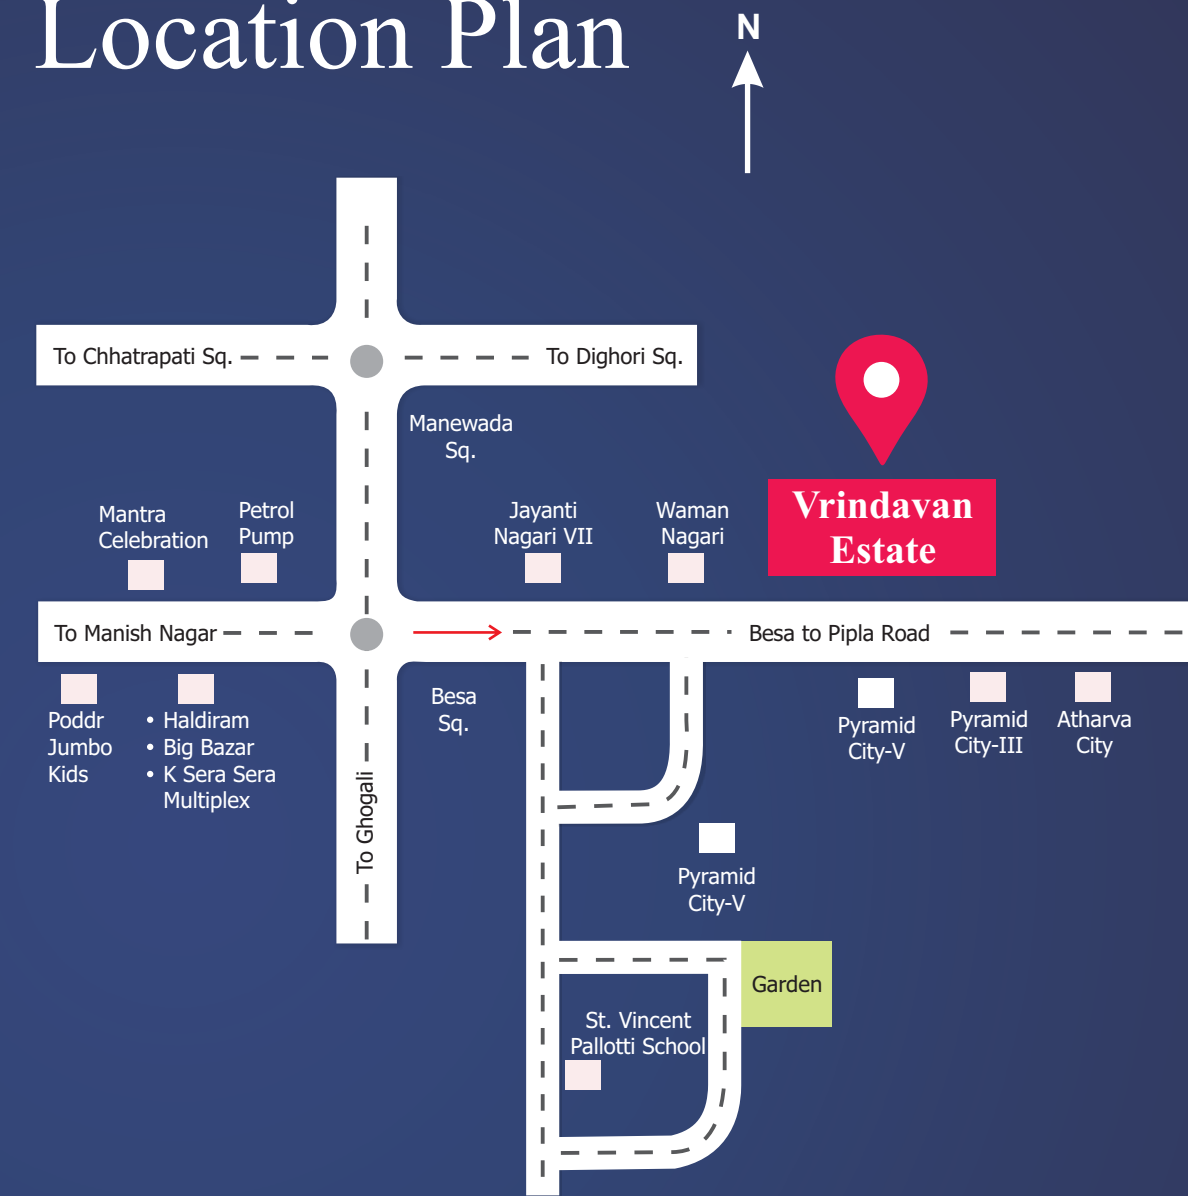 Location Plan
N
To Chhatrapati Sq.
To Dighori Sq.
Manewada
Sq.
Mantra
Celebration
Petrol
Pump
Jayanti
Nagari VII
Waman
Nagari
Vrindavan
Estate
To Manish Nagar
Besa to Pipla Road
Poddr
Jumbo
Kids
• Haldiram
• Big Bazar
• K Sera Sera
Multiplex
To Ghogali
Besa
Sq.
Pyramid
City-V
Pyramid
City-III
Atharva
City
Pyramid
City-V
Garden
St. Vincent
Pallotti School